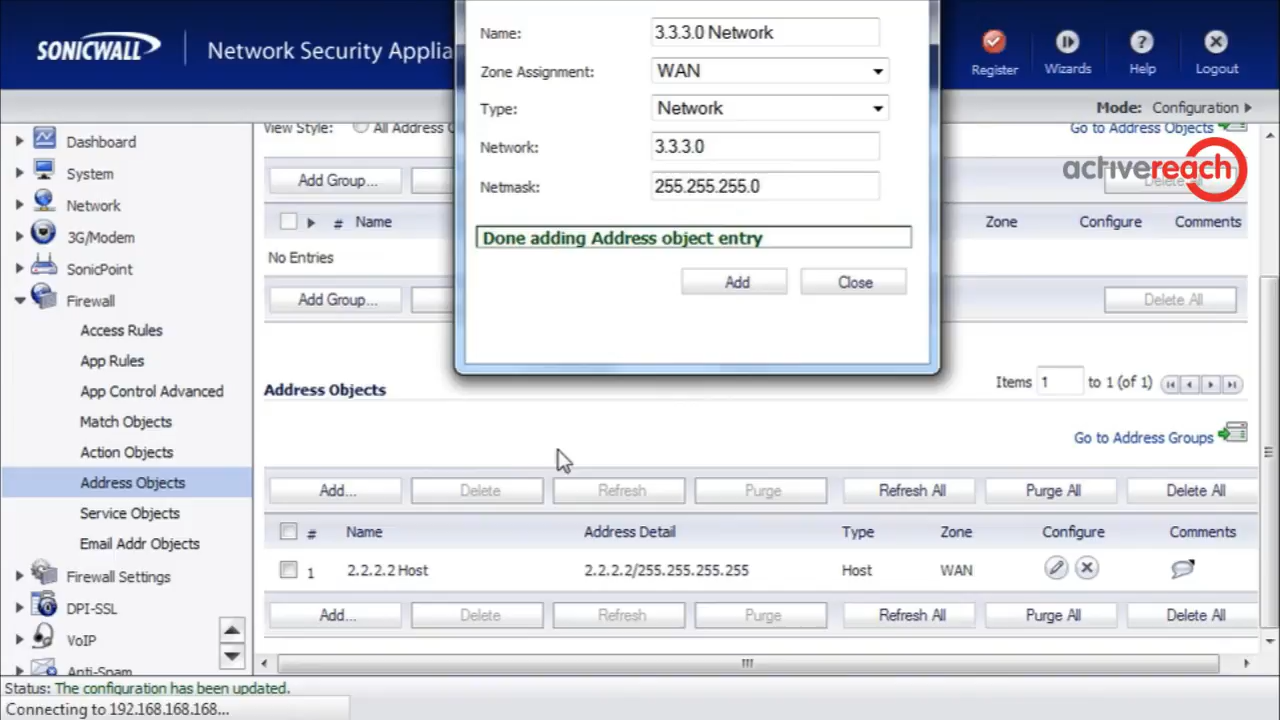 SONICWALL
Network Security Applia
Register
Wizards
Help
Logout
Mode: Configuration
Name: 3.3.3.0 Network
Zone Assignment: WAN
Type: Network
Network: 3.3.3.0
Netmask: 255.255.255.0
Done adding Address object entry
Add Close
Dashboard
System
Network
3G/Modem
SonicPoint
Firewall
Access Rules
App Rules
App Control Advanced
Match Objects
Action Objects
Address Objects
Service Objects
Email Addr Objects
Firewall Settings
DPI-SSL
VoIP
Anti-Spam
View Style: All Address
Go to Address Objects
activereach
Add Group... Delete All
# Name Zone Configure Comments
No Entries
Add Group... Delete All
Address Objects
Items 1 to 1 (of 1)
Go to Address Groups
Add... Delete Refresh Purge Refresh All Purge All Delete All
# Name Address Detail Type Zone Configure Comments
1 2.2.2.2 Host 2.2.2.2/255.255.255.255 Host WAN
Add... Delete Refresh Purge Refresh All Purge All Delete All
Status: The configuration has been updated.
Connecting to 192.168.168.168...